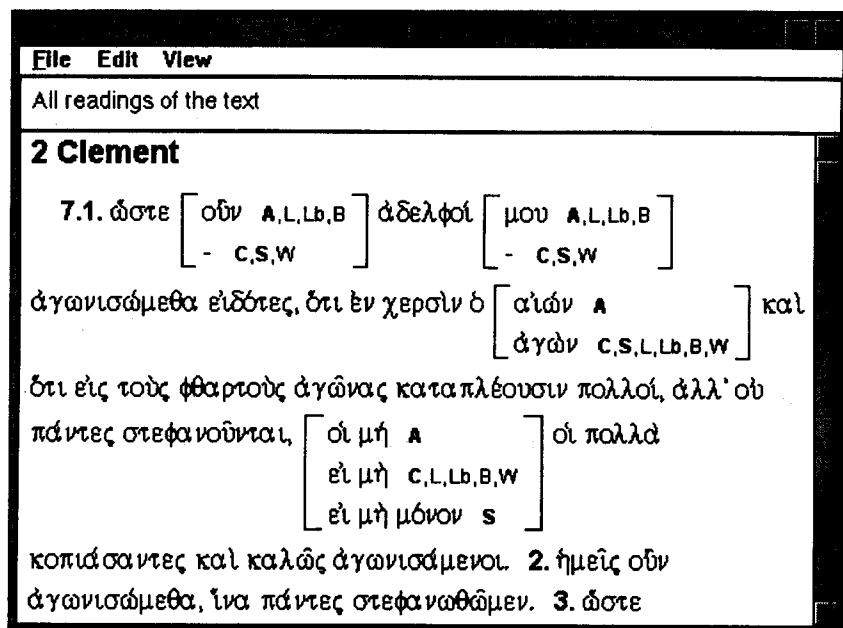 File Edit View
All readings of the text
2 Clement
7.1. ὥστε [ οὖν A,L,Lb,B ] ἀδελφοί [ μου A,L,Lb,B ]
- C,S,W - C,S,W
ἀγωνισώμεθα εἰδότες, ὅτι ἐν χερσὶν ὁ [ αἰών A ] καὶ
ἀγὼν C,S,L,Lb,B,W
ὅτι εἰς τοὺς φθαρτοὺς ἀγῶνας καταπλέουσιν πολλοί, ἀλλ' οὐ
πάντες στεφανοῦνται, [ οἱ μή A ] οἱ πολλὰ
εἰ μὴ C,L,Lb,B,W
εἰ μὴ μόνον S
κοπιάσαντες καὶ καλῶς ἀγωνισάμενοι. 2. ἡμεῖς οὖν
ἀγωνισώμεθα, ἵνα πάντες στεφανωθῶμεν. 3. ὥστε